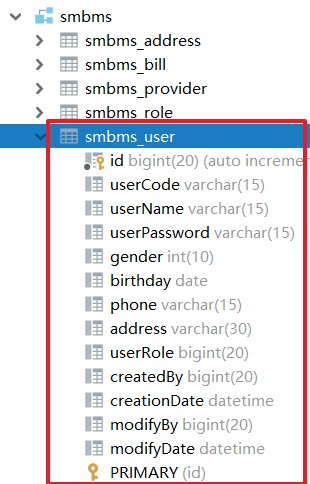 smbms
smbms_address
smbms_bill
smbms_provider
smbms_role
smbms_user
id bigint(20) (auto increme
userCode varchar(15)
userName varchar(15)
userPassword varchar(15)
gender int(10)
birthday date
phone varchar(15)
address varchar(30)
userRole bigint(20)
createdBy bigint(20)
creationDate datetime
modifyBy bigint(20)
modifyDate datetime
PRIMARY (id)